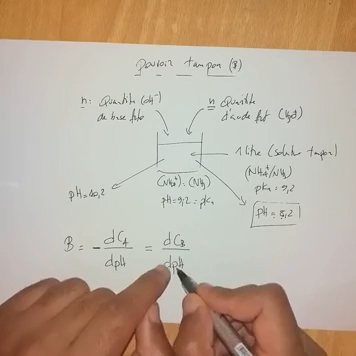 pouvoir tampon (β)
n: Quantité (OH⁻) de base forte
n Quantité d'acide fort (H₃O⁺)
1 litre (solution tampon)
(NH₄⁺/NH₃)
pKa = 9,2
(NH₄⁺) = (NH₃)
pH = 9,2 = pKa
pH = 10,2
pH = 8,2
B = - dCA/dpH = dCB/dpH